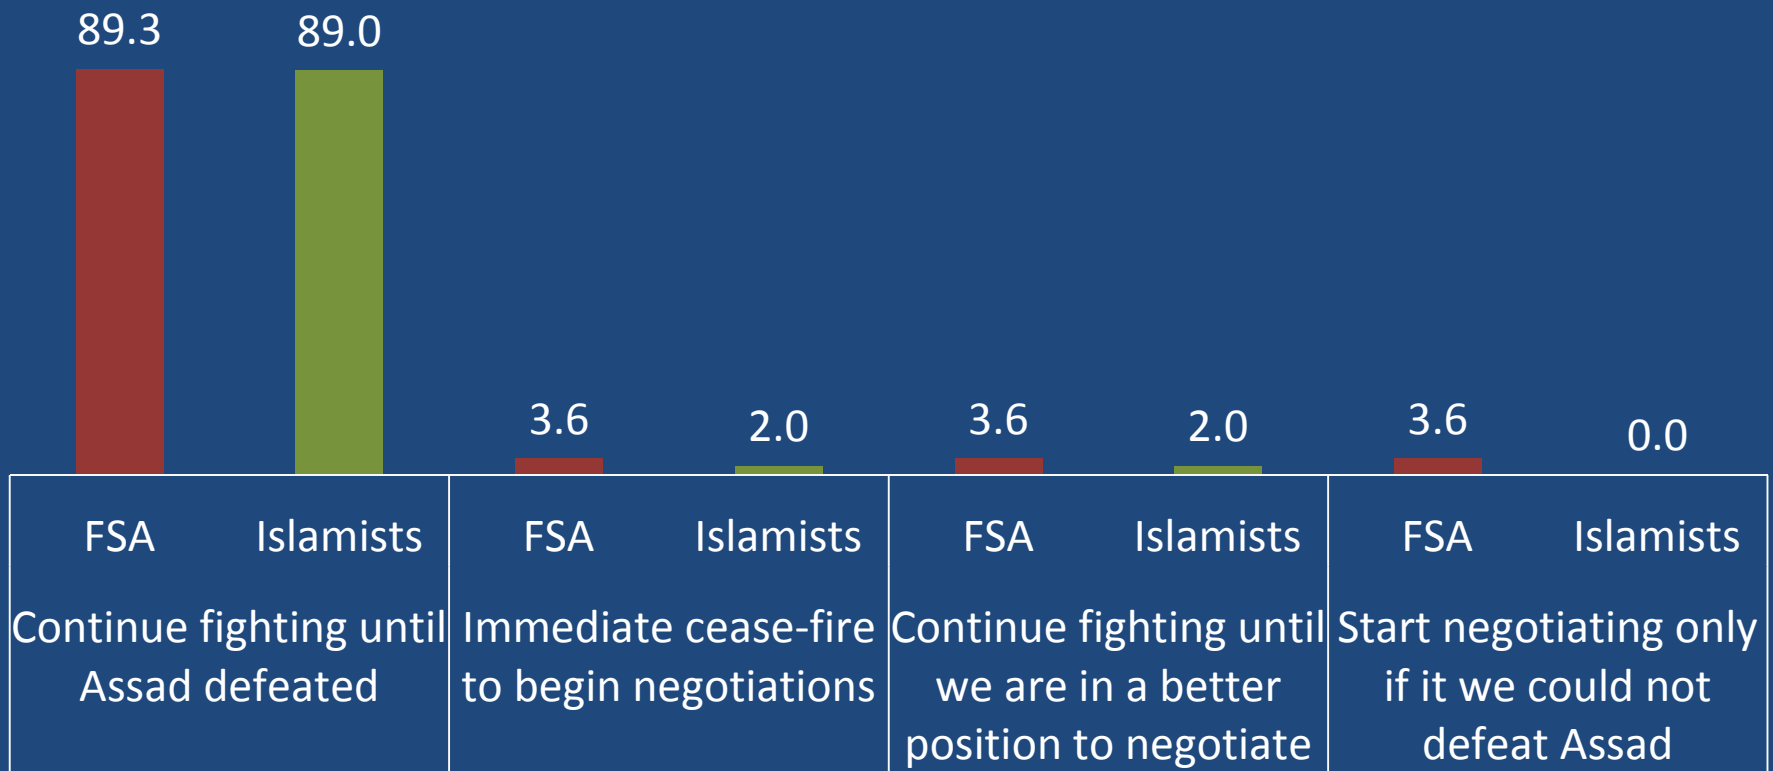 89.3
89.0
3.6
2.0
3.6
2.0
3.6
0.0
FSA Islamists FSA Islamists FSA Islamists FSA Islamists
Continue fighting until
Assad defeated
Immediate cease-fire
to begin negotiations
Continue fighting until
we are in a better
position to negotiate
Start negotiating only
if it we could not
defeat Assad